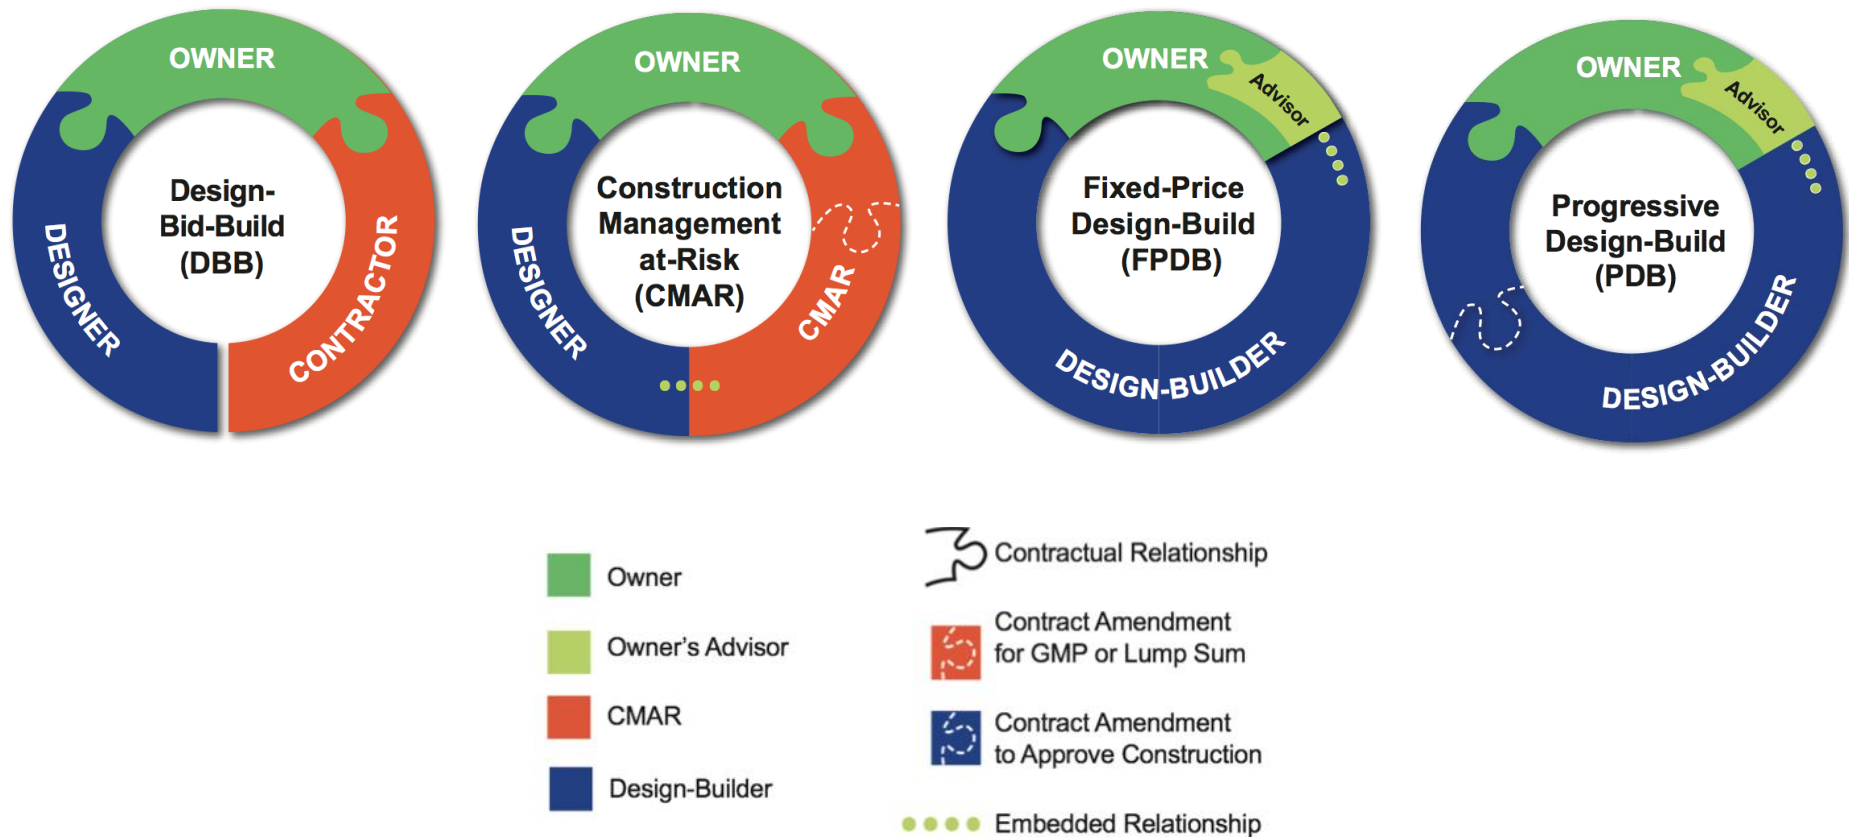 OWNER
DESIGNER
CONTRACTOR
Design-
Bid-Build
(DBB)
OWNER
DESIGNER
CMAR
Construction
Management
at-Risk
(CMAR)
OWNER
Advisor
DESIGN-BUILDER
Fixed-Price
Design-Build
(FPDB)
OWNER
Advisor
DESIGN-BUILDER
Progressive
Design-Build
(PDB)
Owner
Owner's Advisor
CMAR
Design-Builder
Contractual Relationship
Contract Amendment
for GMP or Lump Sum
Contract Amendment
to Approve Construction
Embedded Relationship